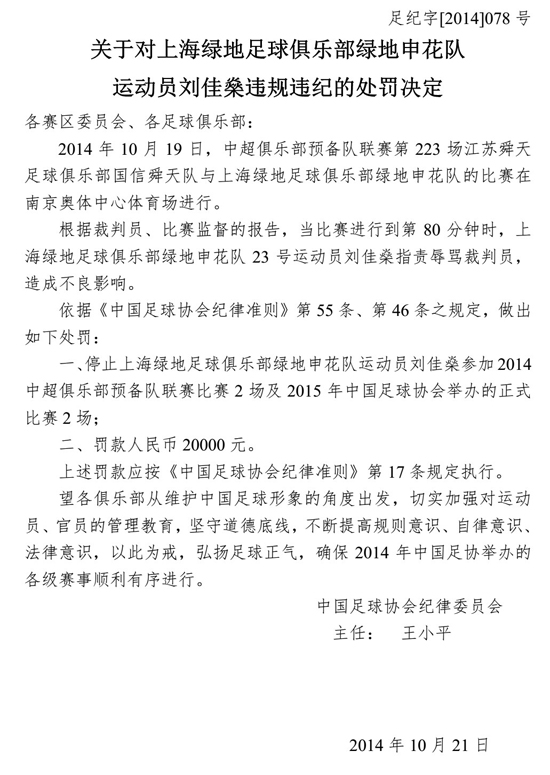 足纪字[2014]078 号
关于对上海绿地足球俱乐部绿地申花队
运动员刘佳燊违规违纪的处罚决定
各赛区委员会、各足球俱乐部：
2014 年 10 月 19 日，中超俱乐部预备队联赛第 223 场江苏舜天
足球俱乐部国信舜天队与上海绿地足球俱乐部绿地申花队的比赛在
南京奥体中心体育场进行。
根据裁判员、比赛监督的报告，当比赛进行到第 80 分钟时，上
海绿地足球俱乐部绿地申花队 23 号运动员刘佳燊指责辱骂裁判员，
造成不良影响。
依据《中国足球协会纪律准则》第 55 条、第 46 条之规定，做出
如下处罚：
一、停止上海绿地足球俱乐部绿地申花队运动员刘佳燊参加 2014
中超俱乐部预备队联赛比赛 2 场及 2015 年中国足球协会举办的正式
比赛 2 场；
二、罚款人民币 20000 元。
上述罚款应按《中国足球协会纪律准则》第 17 条规定执行。
望各俱乐部从维护中国足球形象的角度出发，切实加强对运动
员、官员的管理教育，坚守道德底线，不断提高规则意识、自律意识、
法律意识，以此为戒，弘扬足球正气，确保 2014 年中国足协举办的
各级赛事顺利有序进行。
中国足球协会纪律委员会
主任： 王小平
2014 年 10 月 21 日